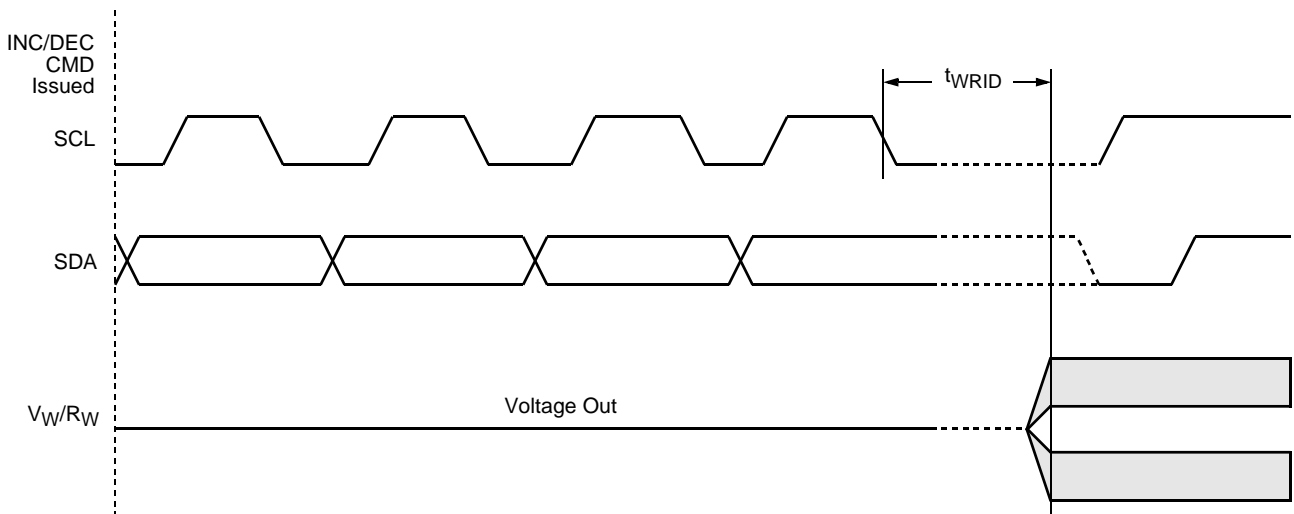 INC/DEC
CMD
Issued
tWRID
SCL
SDA
Voltage Out
VW/RW